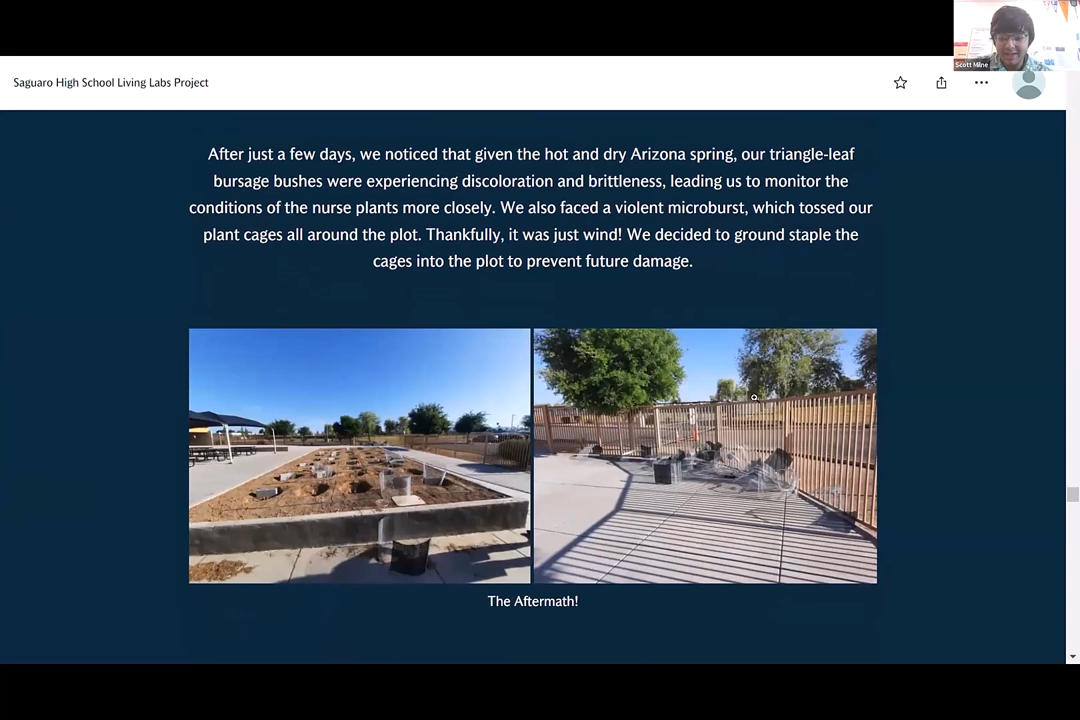 Scott Milne
Saguaro High School Living Labs Project
After just a few days, we noticed that given the hot and dry Arizona spring, our triangle-leaf
bursage bushes were experiencing discoloration and brittleness, leading us to monitor the
conditions of the nurse plants more closely. We also faced a violent microburst, which tossed our
plant cages all around the plot. Thankfully, it was just wind! We decided to ground staple the
cages into the plot to prevent future damage.
The Aftermath!